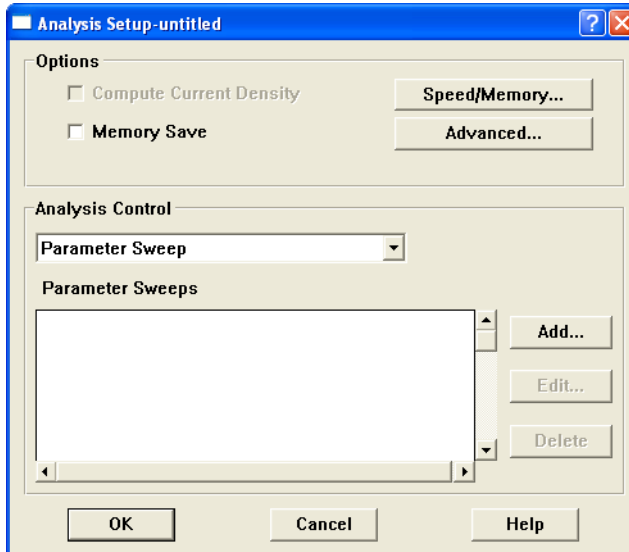 Analysis Setup-untitled
Options
Compute Current Density
Speed/Memory...
Memory Save
Advanced...
Analysis Control
Parameter Sweep
Parameter Sweeps
Add...
Edit...
Delete
OK
Cancel
Help